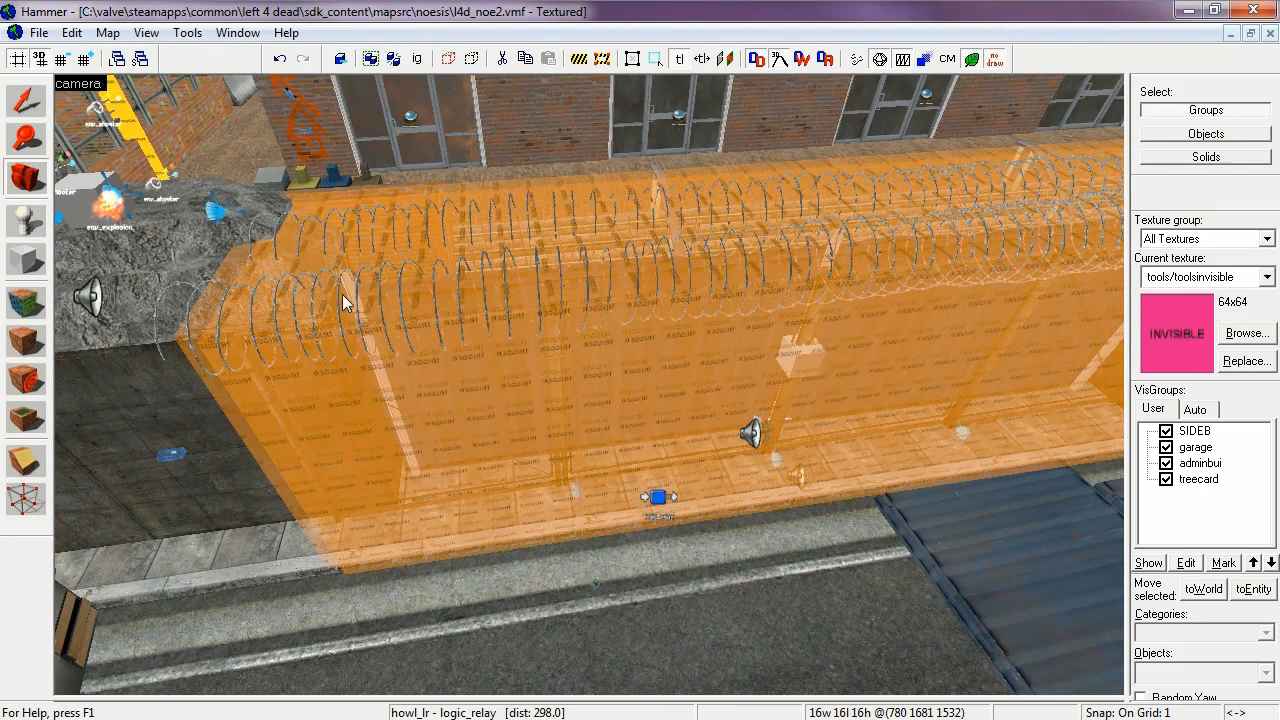 Hammer - [C:\valve\steamapps\common\left 4 dead\sdk_content\mapsrc\noesis\l4d_noe2.vmf - Textured]
File Edit Map View Tools Window Help
camera
env_shooter
env_shooter
env_explosion
Select:
Groups
Objects
Solids
Texture group:
All Textures
Current texture:
tools/toolsinvisible
INVISIBLE
64x64
Browse...
Replace...
VisGroups:
User Auto
SIDEB
garage
adminbui
treecard
Show Edit Mark
Move selected: toWorld toEntity
Categories:
Objects:
Random Yaw
For Help, press F1
howl_lr - logic_relay [dist: 298.0]
16w 16l 16h @(780 1681 1532)
Snap: On Grid: 1
<->